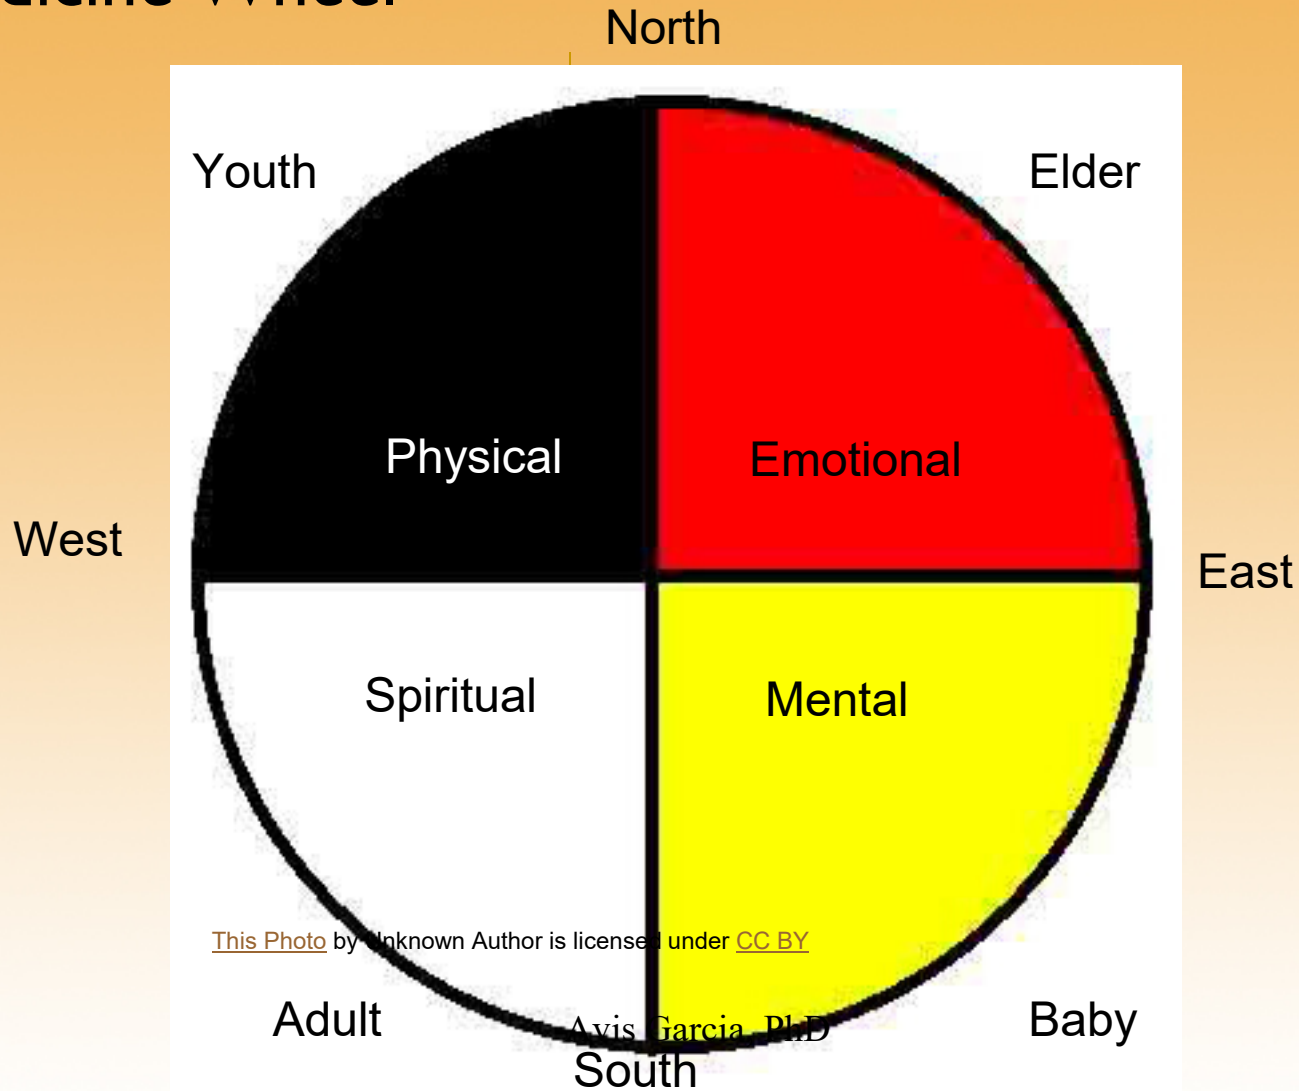 North
Youth
Elder
Physical
Emotional
West
East
Spiritual
Mental
This Photo by Unknown Author is licensed under CC BY
Adult
Avis Garcia, PhD
Baby
South